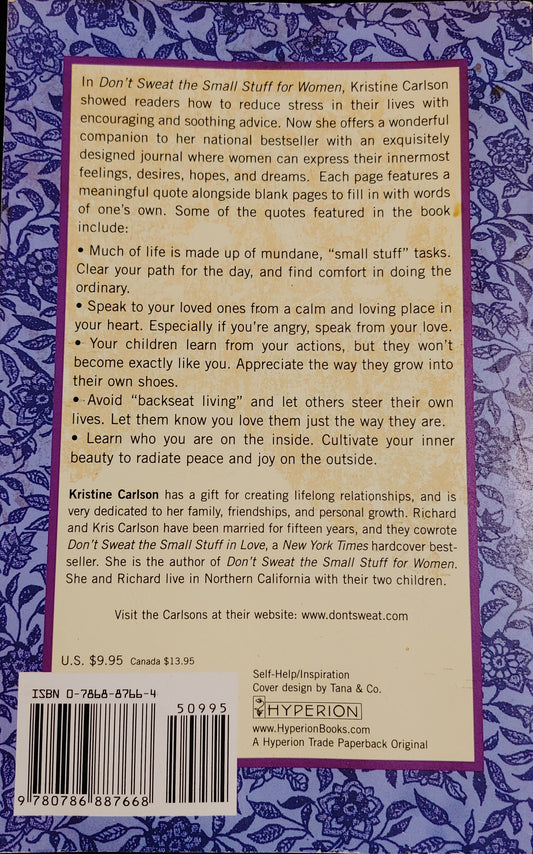 In Don't Sweat the Small Stuff for Women, Kristine Carlson
showed readers how to reduce stress in their lives with
encouraging and soothing advice. Now she offers a wonderful
companion to her national bestseller with an exquisitely
designed journal where women can express their innermost
feelings, desires, hopes, and dreams. Each page features a
meaningful quote alongside blank pages to fill in with words
of one's own. Some of the quotes featured in the book
include:
• Much of life is made up of mundane, "small stuff" tasks.
Clear your path for the day, and find comfort in doing the
ordinary.
• Speak to your loved ones from a calm and loving place in
your heart. Especially if you're angry, speak from your love.
• Your children learn from your actions, but they won't
become exactly like you. Appreciate the way they grow into
their own shoes.
• Avoid "backseat living" and let others steer their own
lives. Let them know you love them just the way they are.
• Learn who you are on the inside. Cultivate your inner
beauty to radiate peace and joy on the outside.
Kristine Carlson has a gift for creating lifelong relationships, and is
very dedicated to her family, friendships, and personal growth. Richard
and Kris Carlson have been married for fifteen years, and they cowrote
Don't Sweat the Small Stuff in Love, a New York Times hardcover best-
seller. She is the author of Don't Sweat the Small Stuff for Women.
She and Richard live in Northern California with their two children.
Visit the Carlsons at their website: www.dontsweat.com
U.S. $9.95 Canada $13.95
ISBN 0-7868-8766-4
50995
9 780786 887668
Self-Help/Inspiration
Cover design by Tana & Co.
HYPERION
www.HyperionBooks.com
A Hyperion Trade Paperback Original